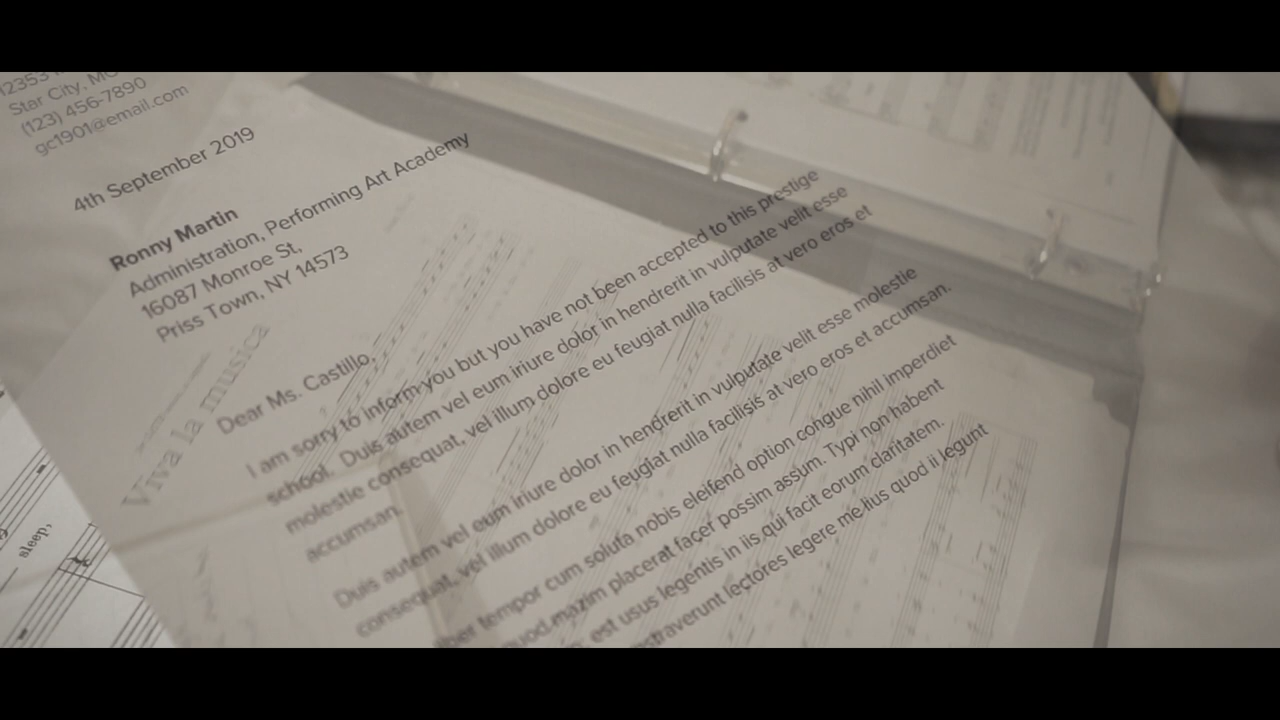 12353
Star City,
(123) 456-7890
gc1901@email.com
4th September 2019
Ronny Martin
Administration, Performing Art Academy
16087 Monroe St,
Priss Town, NY 14573
Viva la musica
Dear Ms. Castillo,
I am sorry to inform you but you have not been accepted to this prestige
school. Duis autem vel eum iriure dolor in hendrerit in vulputate velit esse
molestie consequat, vel illum dolore eu feugiat nulla facilisis at vero eros et
accumsan.
Duis autem vel eum iriure dolor in hendrerit in vulputate velit esse molestie
consequat, vel illum dolore eu feugiat nulla facilisis at vero eros et accumsan.
tempor cum soluta nobis eleifend option congue nihil imperdiet
quod mazim placerat facer possim assum. Typi non habent
est usus legentis in iis qui facit eorum claritatem.
lectores legere me lius quod ii legunt
sleep,